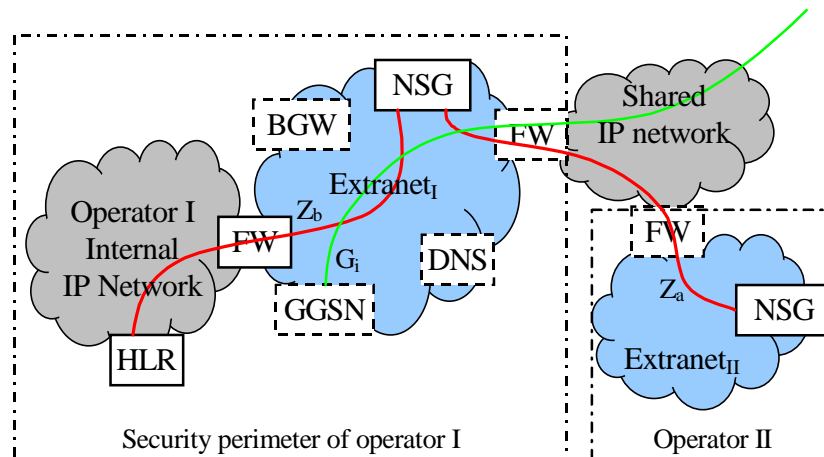 NSG
BGW
FW
Shared
IP network
Extranet_I
Operator I
Internal
IP Network
Z_b
FW
G_i
DNS
FW
GGSN
Z_a
NSG
HLR
Extranet_II
Security perimeter of operator I
Operator II